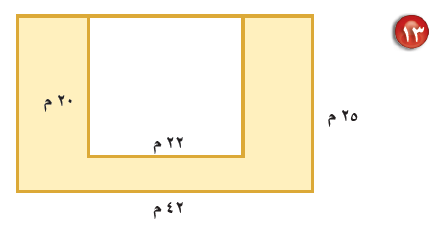 ١٣
٢٠ م
٢٥ م
٢٢ م
٤٢ م